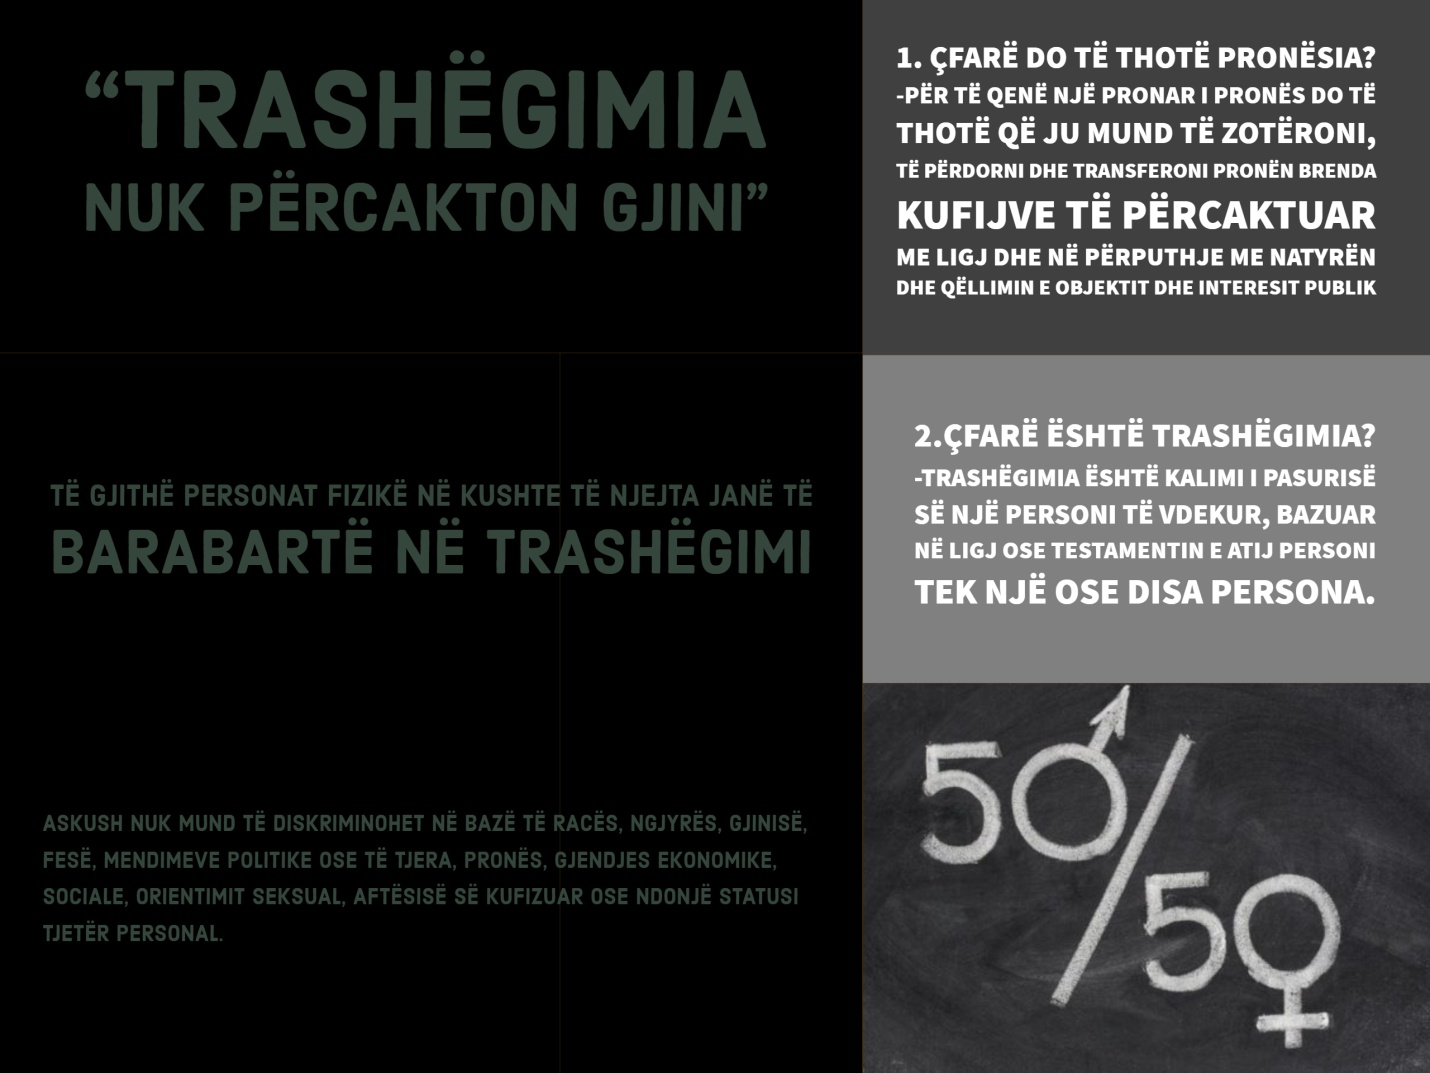 “TRASHËGIMIA
NUK PËRCAKTON GJINI”
TË GJITHË PERSONAT FIZIKË NË KUSHTE TË NJEJTA JANË TË
BARABARTË NË TRASHËGIMI
ASKUSH NUK MUND TË DISKRIMINOHET NË BAZË TË RACËS, NGJYRËS, GJINISË,
FESË, MENDIMEVE POLITIKE OSE TË TJERA, PRONËS, GJENDJES EKONOMIKE,
SOCIALE, ORIENTIMIT SEKSUAL, AFTËSISË SË KUFIZUAR OSE NDONJË STATUSI
TJETËR PERSONAL.
1. ÇFARË DO TË THOTË PRONËSIA?
-PËR TË QENË NJË PRONAR I PRONËS DO TË
THOTË QË JU MUND TË ZOTËRONI,
TË PËRDORNI DHE TRANSFERONI PRONËN BRENDA
KUFIJVE TË PËRCAKTUAR
ME LIGJ DHE NË PËRPUTHJE ME NATYRËN
DHE QËLLIMIN E OBJEKTIT DHE INTERESIT PUBLIK
2.ÇFARË ËSHTË TRASHËGIMIA?
-TRASHËGIMIA ËSHTË KALIMI I PASURISË
SË NJË PERSONI TË VDEKUR, BAZUAR
NË LIGJ OSE TESTAMENTIN E ATIJ PERSONI
TEK NJË OSE DISA PERSONA.
50/
50